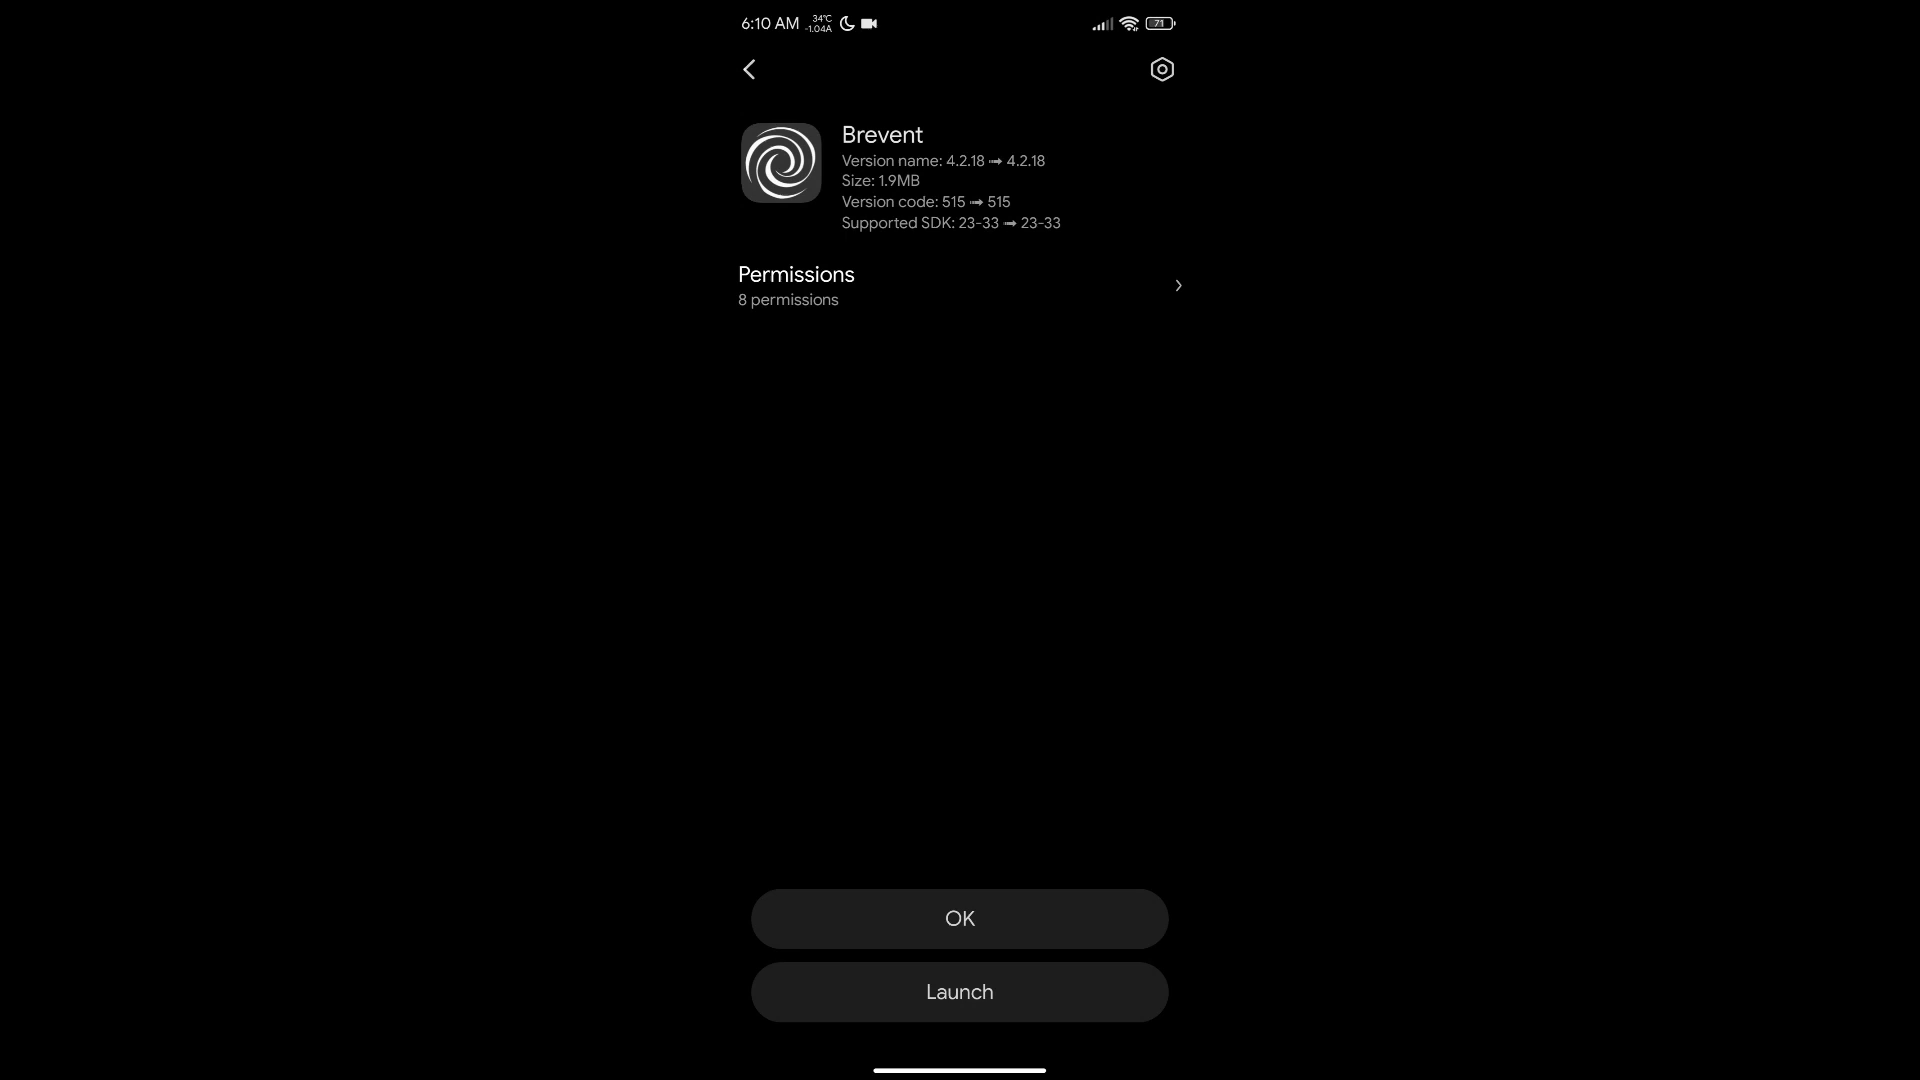 6:10 AM 34°C -1.04A 71
Brevent
Version name: 4.2.18 ➟ 4.2.18
Size: 1.9MB
Version code: 515 ➟ 515
Supported SDK: 23-33 ➟ 23-33
Permissions
8 permissions
OK
Launch